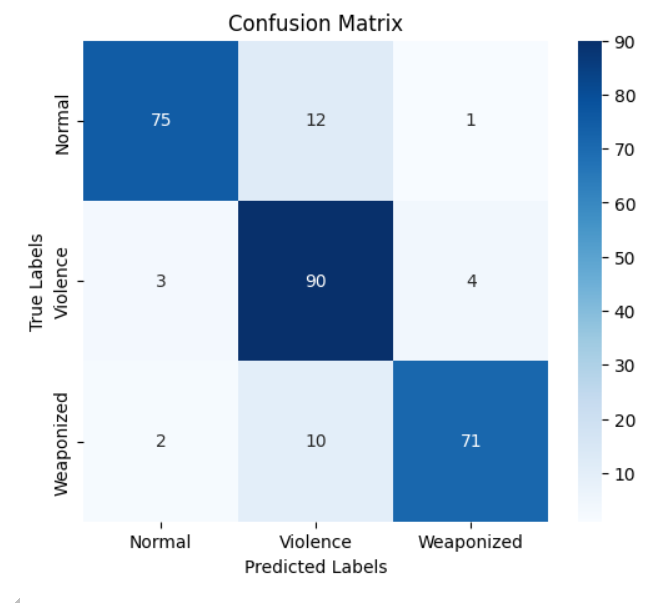 Confusion Matrix
Normal
75
12
1
True Labels
Violence
3
90
4
Weaponized
2
10
71
Normal
Violence
Weaponized
Predicted Labels
90
80
70
60
50
40
30
20
10